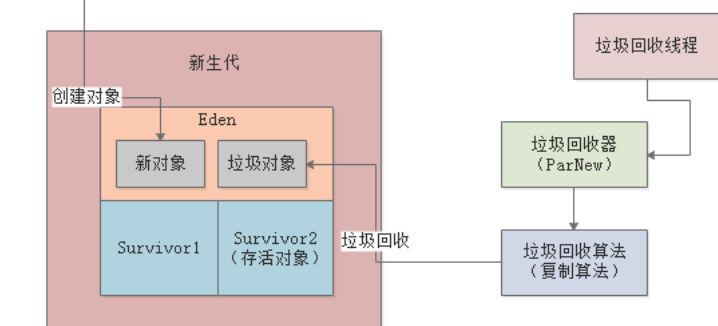 垃圾回收线程
新生代
创建对象
Eden
新对象
垃圾对象
垃圾回收器
（ParNew）
Survivor1
Survivor2
（存活对象）
垃圾回收
垃圾回收算法
（复制算法）